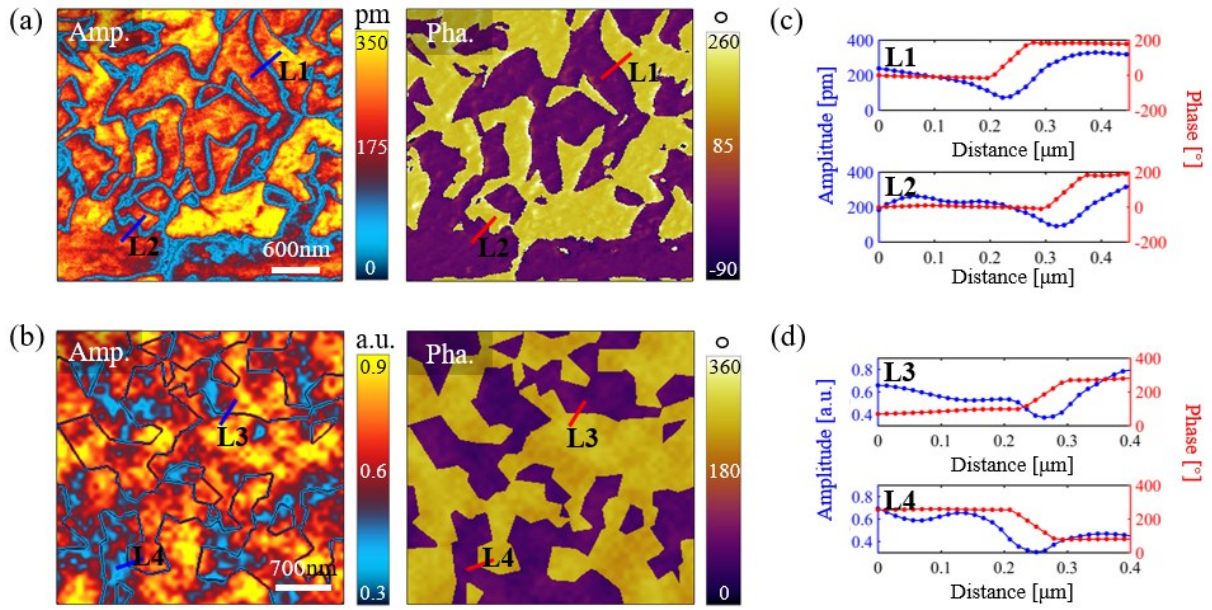 (a)
Amp.
pm
350
175
0
L1
L2
600nm
Pha.
o
260
85
-90
L1
L2
(c)
L1
Amplitude [pm]
400
200
0
Phase [°]
200
0
-200
0 0.1 0.2 0.3 0.4
Distance [μm]
L2
400
200
0
200
0
-200
0 0.1 0.2 0.3 0.4
Distance [μm]
(b)
Amp.
a.u.
0.9
0.6
0.3
L3
L4
700nm
Pha.
o
360
180
0
L3
L4
(d)
L3
Amplitude [a.u.]
0.8
0.6
0.4
Phase [°]
400
200
0
0 0.1 0.2 0.3 0.4
Distance [μm]
L4
0.8
0.6
0.4
400
200
0
0 0.1 0.2 0.3 0.4
Distance [μm]